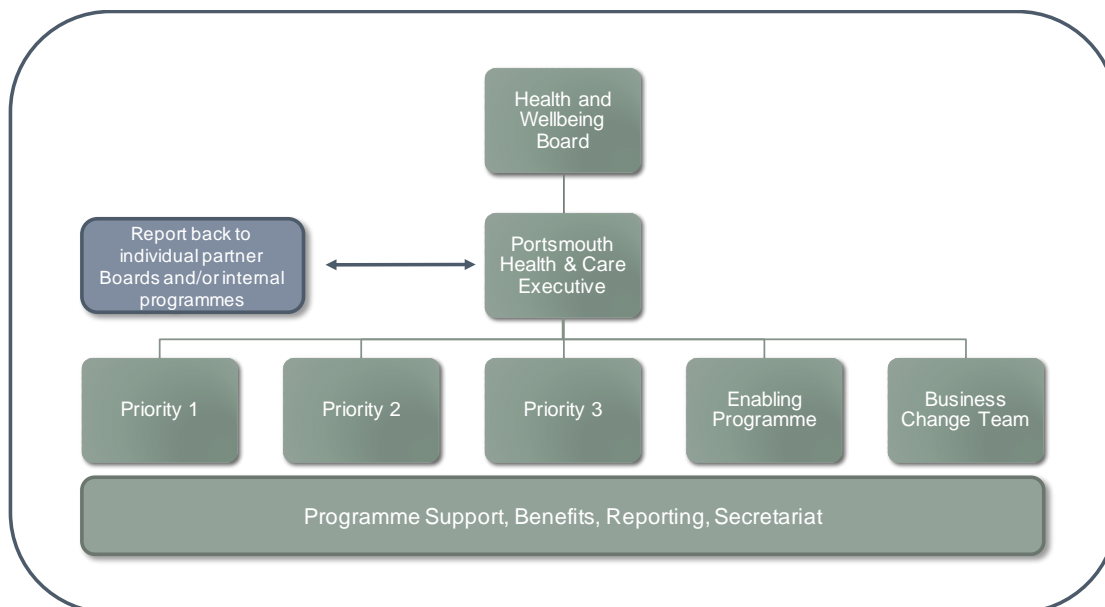 Health and
Wellbeing
Board
Report back to
individual partner
Boards and/or internal
programmes
Portsmouth
Health & Care
Executive
Priority 1
Priority 2
Priority 3
Enabling
Programme
Business
Change Team
Programme Support, Benefits, Reporting, Secretariat